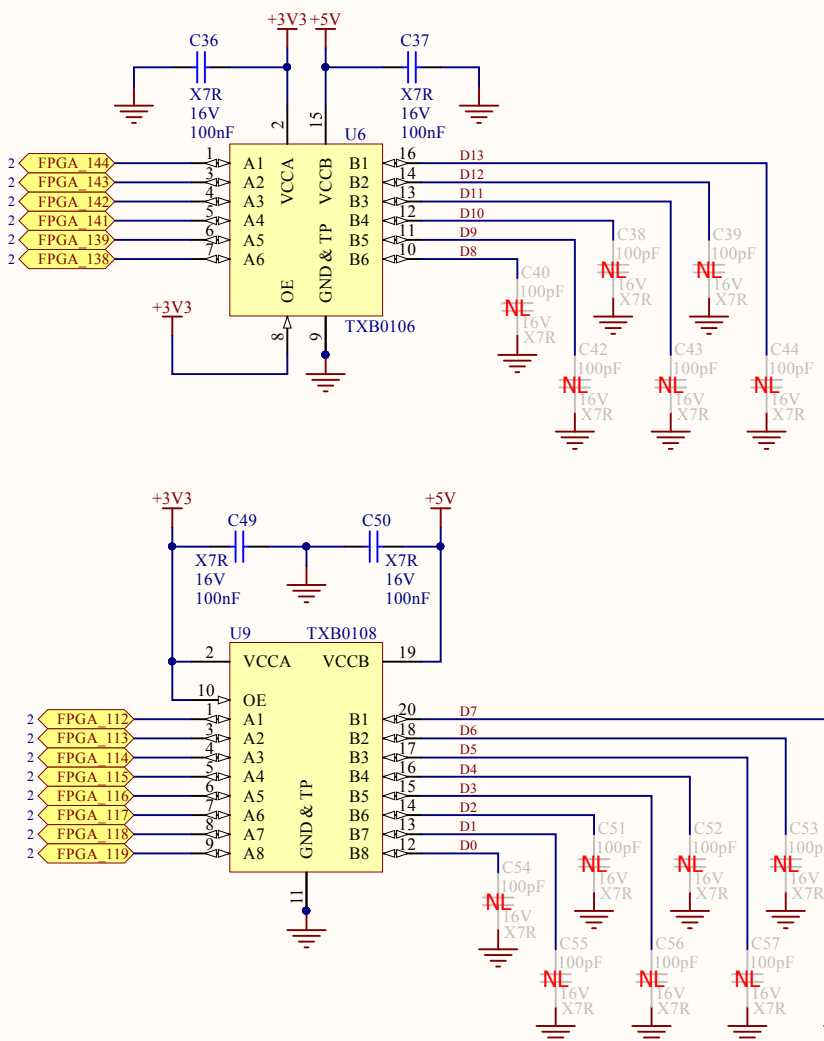 +3V3 +5V
C36 C37
X7R X7R
16V 16V
100nF 100nF
2 15 U6
2 FPGA_144 1 A1 VCCA VCCB B1 16 D13
2 FPGA_143 3 A2 B2 14 D12
2 FPGA_142 4 A3 B3 13 D11
2 FPGA_141 5 A4 B4 12 D10
2 FPGA_139 6 A5 B5 11 D9
2 FPGA_138 7 A6 B6 10 D8
OE GND & TP
+3V3 8 9 TXB0106
C38 100pF NL 16V X7R
C39 100pF NL 16V X7R
C40 100pF NL 16V X7R
C42 100pF NL 16V X7R
C43 100pF NL 16V X7R
C44 100pF NL 16V X7R
+3V3 +5V
C49 C50
X7R X7R
16V 16V
100nF 100nF
U9 TXB0108
2 VCCA VCCB 19
10 OE
2 FPGA_112 1 A1 B1 20 D7
2 FPGA_113 3 A2 B2 18 D6
2 FPGA_114 4 A3 B3 17 D5
2 FPGA_115 5 A4 B4 16 D4
2 FPGA_116 6 A5 B5 15 D3
2 FPGA_117 7 A6 B6 14 D2
2 FPGA_118 8 A7 B7 13 D1
2 FPGA_119 9 A8 B8 12 D0
GND & TP
11
C51 100pF NL 16V X7R
C52 100pF NL 16V X7R
C53 100p NL 16V X7R
C54 100pF NL 16V X7R
C55 100pF NL 16V X7R
C56 100pF NL 16V X7R
C57 100pF NL 16V X7R